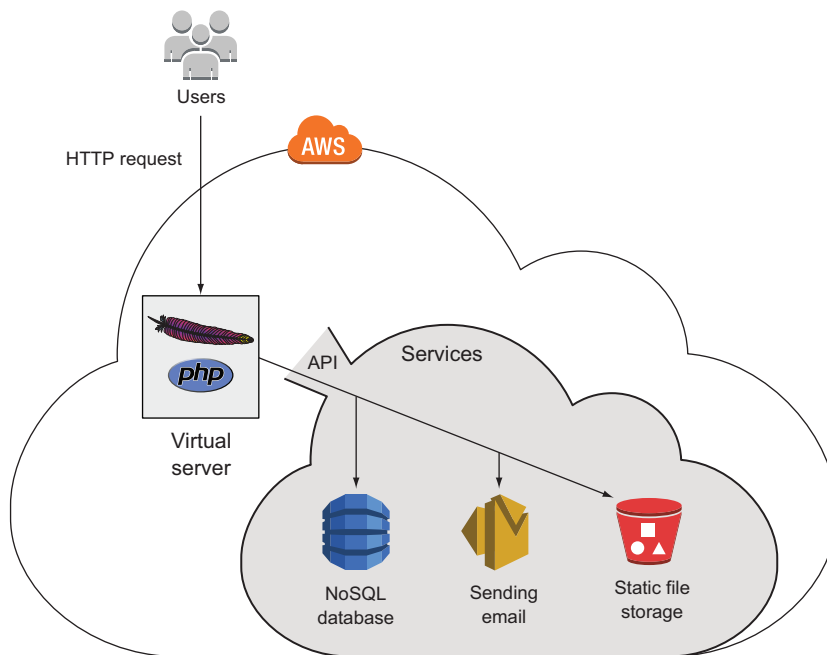 Users
AWS
HTTP request
Services
API
php
Virtual
server
NoSQL
database
Sending
email
Static file
storage